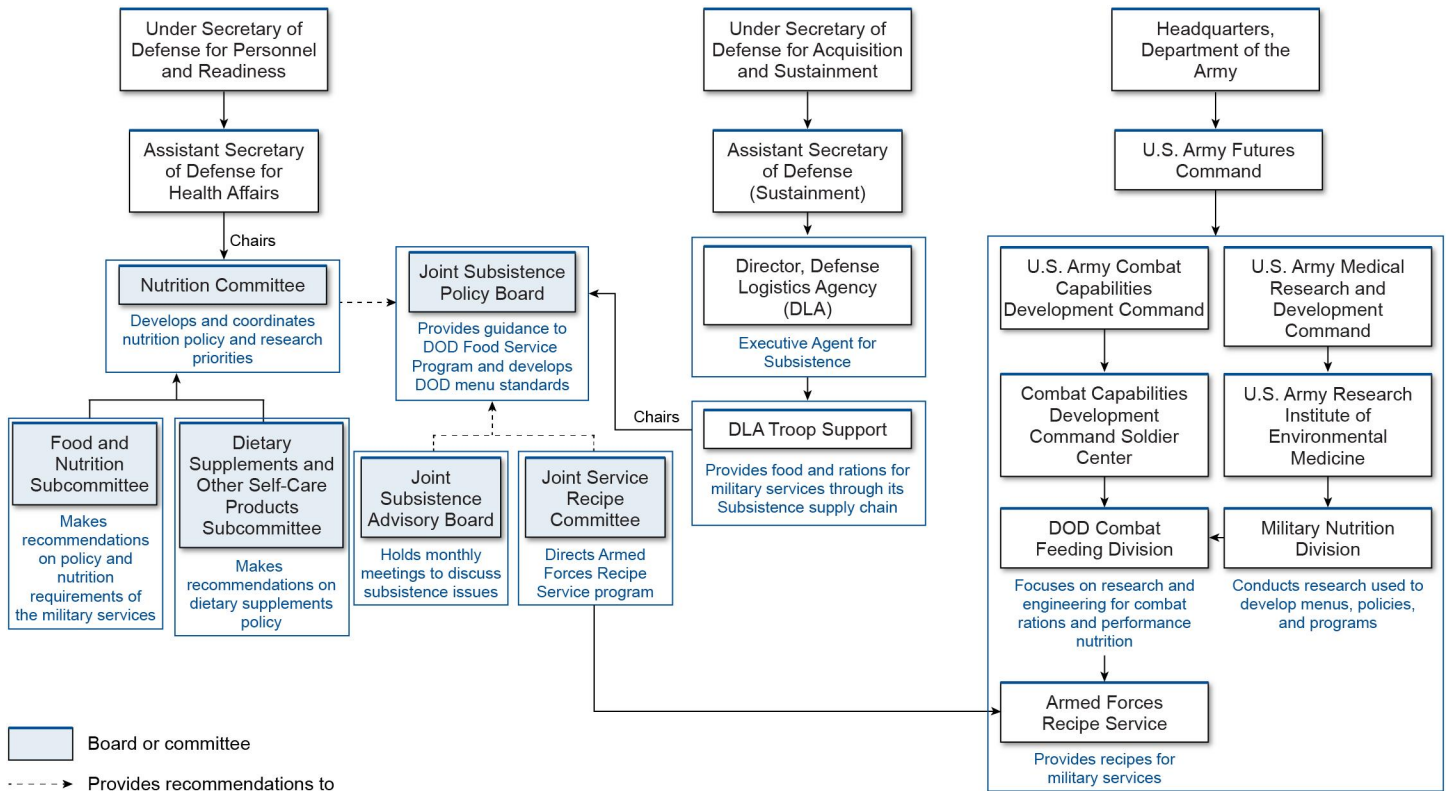 Under Secretary of
Defense for Personnel
and Readiness
Assistant Secretary
of Defense for
Health Affairs
Chairs
Nutrition Committee
Develops and coordinates
nutrition policy and research
priorities
Food and
Nutrition
Subcommittee
Makes
recommendations
on policy and
nutrition
requirements of
the military services
Dietary
Supplements and
Other Self-Care
Products
Subcommittee
Makes
recommendations on
dietary supplements
policy
Joint Subsistence
Policy Board
Provides guidance to
DOD Food Service
Program and develops
DOD menu standards
Joint
Subsistence
Advisory Board
Holds monthly
meetings to discuss
subsistence issues
Joint Service
Recipe
Committee
Directs Armed
Forces Recipe
Service program
Under Secretary of
Defense for Acquisition
and Sustainment
Assistant Secretary
of Defense
(Sustainment)
Director, Defense
Logistics Agency
(DLA)
Executive Agent for
Subsistence
Chairs
DLA Troop Support
Provides food and rations for
military services through its
Subsistence supply chain
Headquarters,
Department of the
Army
U.S. Army Futures
Command
U.S. Army Combat
Capabilities
Development Command
Combat Capabilities
Development
Command Soldier
Center
DOD Combat
Feeding Division
Focuses on research and
engineering for combat
rations and performance
nutrition
U.S. Army Medical
Research and
Development
Command
U.S. Army Research
Institute of
Environmental
Medicine
Military Nutrition
Division
Conducts research used to
develop menus, policies,
and programs
Armed Forces
Recipe Service
Provides recipes for
military services
Board or committee
Provides recommendations to